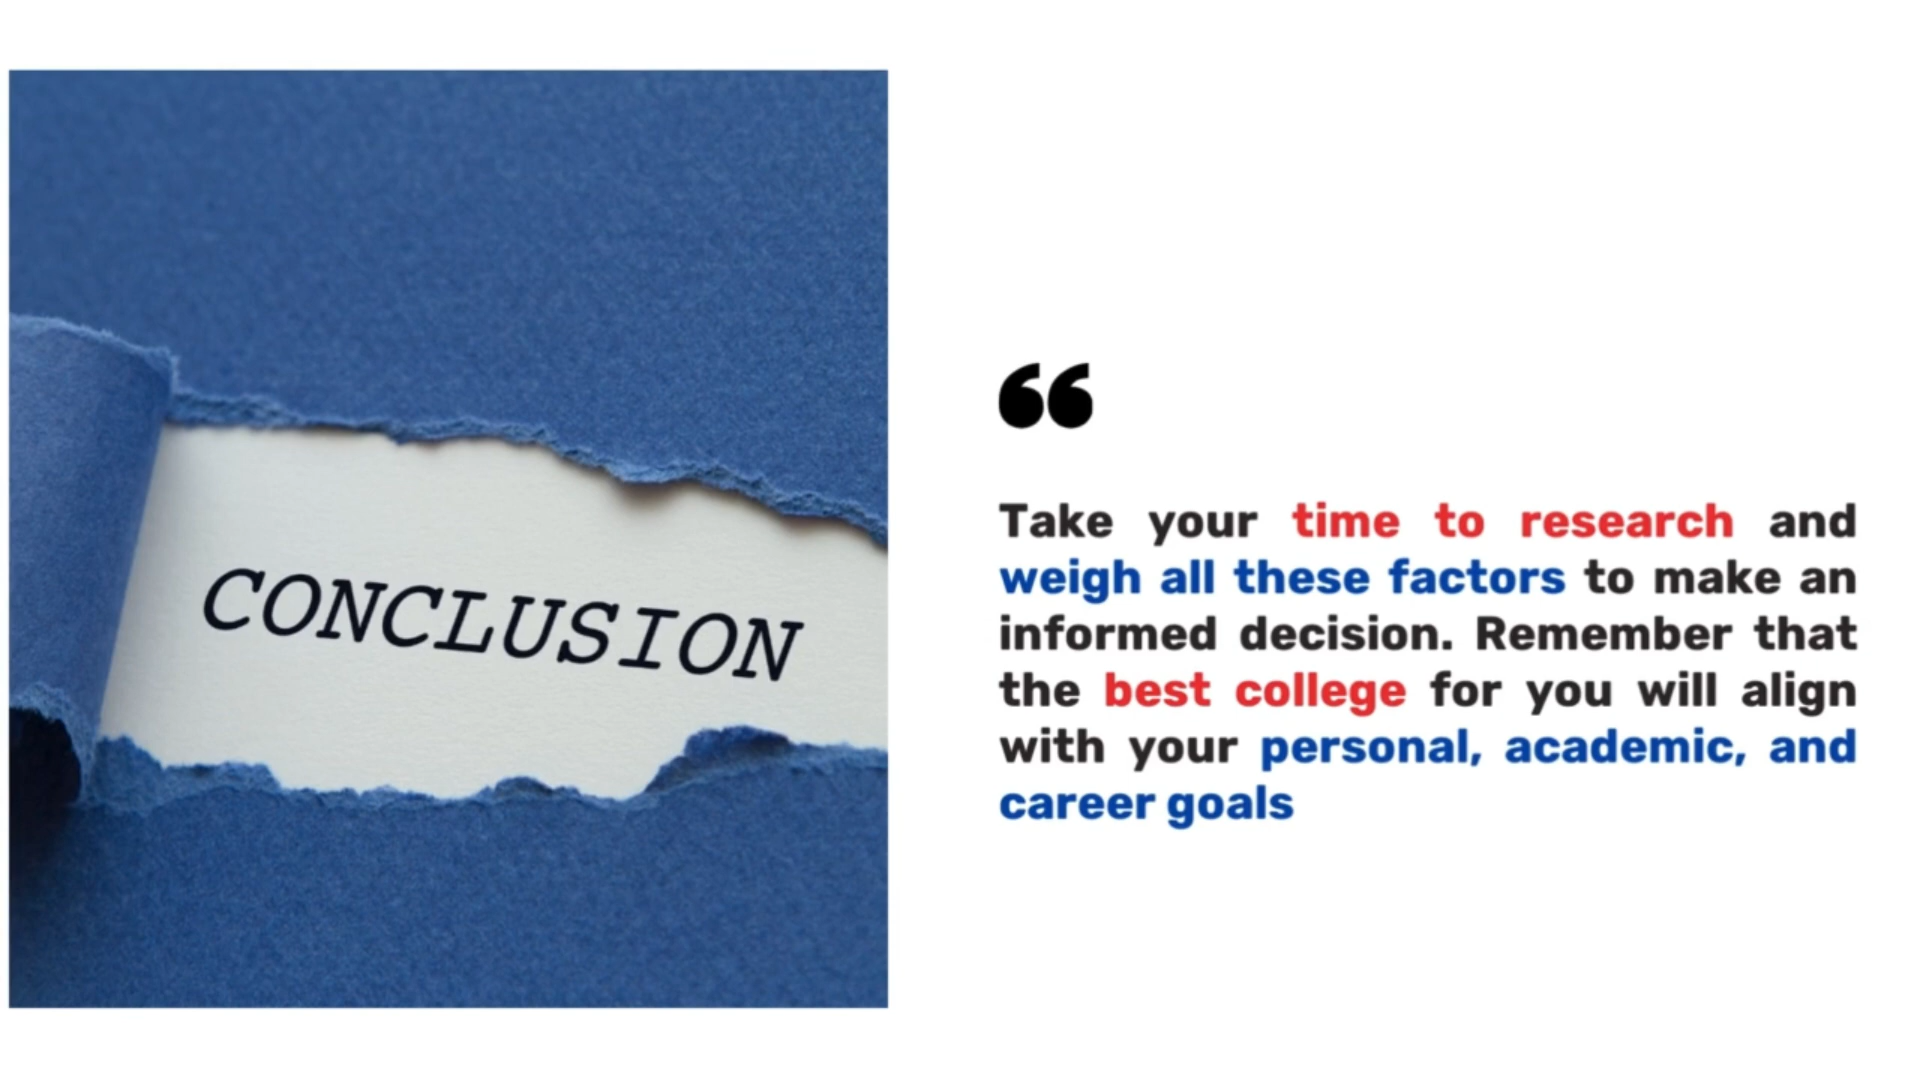 CONCLUSION
“
Take your time to research and
weigh all these factors to make an
informed decision. Remember that
the best college for you will align
with your personal, academic, and
career goals